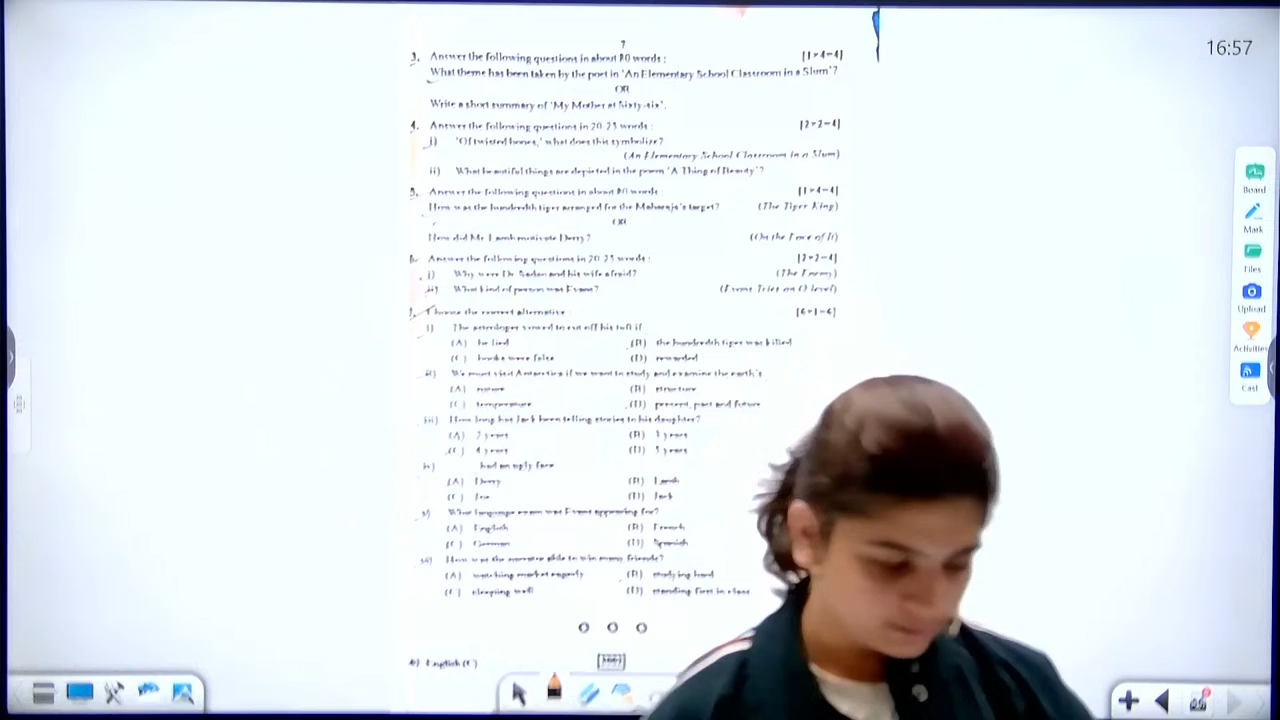 16:57
7
3. Answer the following questions in about 80 words : [1×4=4]
What theme has been taken by the poet in 'An Elementary School Classroom in a Slum'?
OR
Write a short summary of 'My Mother at Sixty-six'.
4. Answer the following questions in 20-25 words : [2×2=4]
i) 'Of twisted bones,' what does this symbolize?
(An Elementary School Classroom in a Slum)
ii) What beautiful things are depicted in the poem 'A Thing of Beauty'?
5. Answer the following questions in about 80 words [1×4=4]
How was the hundredth tiger arranged for the Maharaja's target? (The Tiger King)
OR
How did Mr. Lamb motivate Derry? (On the Face of It)
6. Answer the following questions in 20-25 words : [2×2=4]
i) Why were Dr. Sadao and his wife afraid? (The Enemy)
ii) What kind of person was Evans? (Evans Tries an O level)
Choose the correct alternative [6×1=6]
i) The astrologer vowed to cut off his tuft if
(A) he lied (B) the hundredth tiger was killed
(C) books were false (D) rewarded
ii) We must visit Antarctica if we want to study and examine the earth's
(A) nature (B) structure
(C) temperature (D) present, past and future
iii) How long has Jack been telling stories to his daughter?
(A) 2 years (B) 3 years
(C) 4 years (D) 5 years
iv) had an ugly face
(A) Derry (B) Lamb
(C) Joe (D) Jack
v) What language exam was Evans appearing for?
(A) English (B) French
(C) German (D) Spanish
vi) How was the narrator able to win many friends?
(A) watching market eagerly (B) studying hard
(C) sleeping well (D) standing first in class
English (C)
Board
Mark
Files
Upload
Activities
Cast